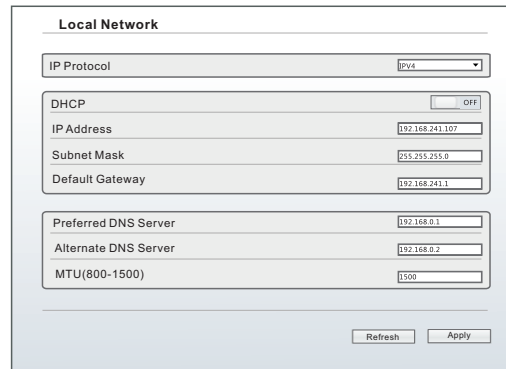 Local Network
IP Protocol IPV4
DHCP OFF
IP Address 192.168.241.107
Subnet Mask 255.255.255.0
Default Gateway 192.168.241.1
Preferred DNS Server 192.168.0.1
Alternate DNS Server 192.168.0.2
MTU(800-1500) 1500
Refresh Apply